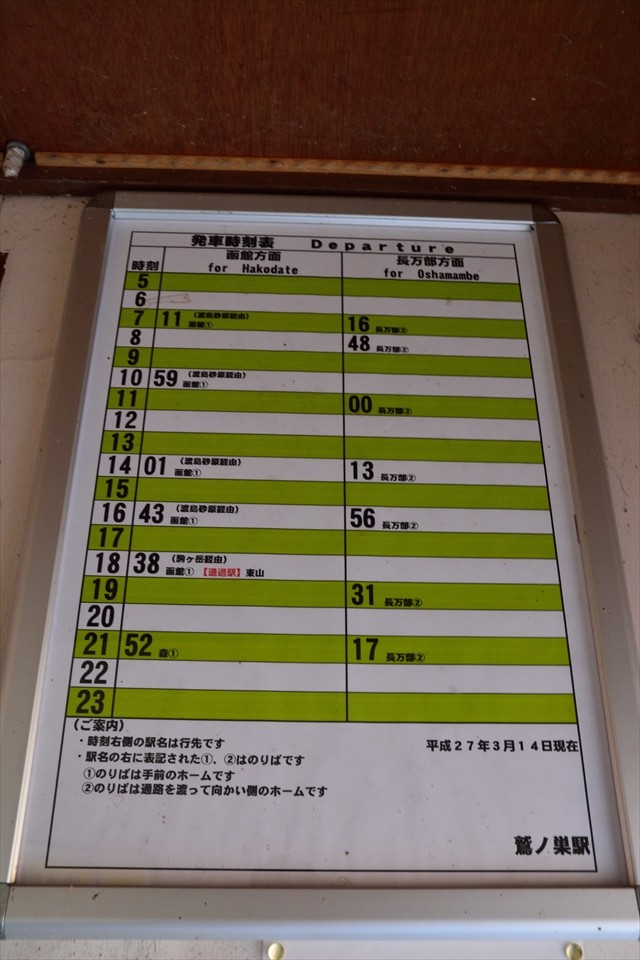 発車時刻表 Departure
時刻 函館方面 長万部方面
for Hakodate for Oshamambe
5
6
7 11 (渡島砂原経由) 函館① 16 長万部②
8 48 長万部②
9
10 59 (渡島砂原経由) 函館①
11 00 長万部②
12
13
14 01 (渡島砂原経由) 函館① 13 長万部②
15
16 43 (渡島砂原経由) 函館① 56 長万部②
17
18 38 (駒ヶ岳経由) 函館① 【通過駅】東山
19 31 長万部②
20
21 52 森① 17 長万部②
22
23
(ご案内)
・時刻右側の駅名は行先です 平成27年3月14日現在
・駅名の右に表記された①、②はのりばです
①のりばは手前のホームです
②のりばは通路を渡って向かい側のホームです
鷲ノ巣駅